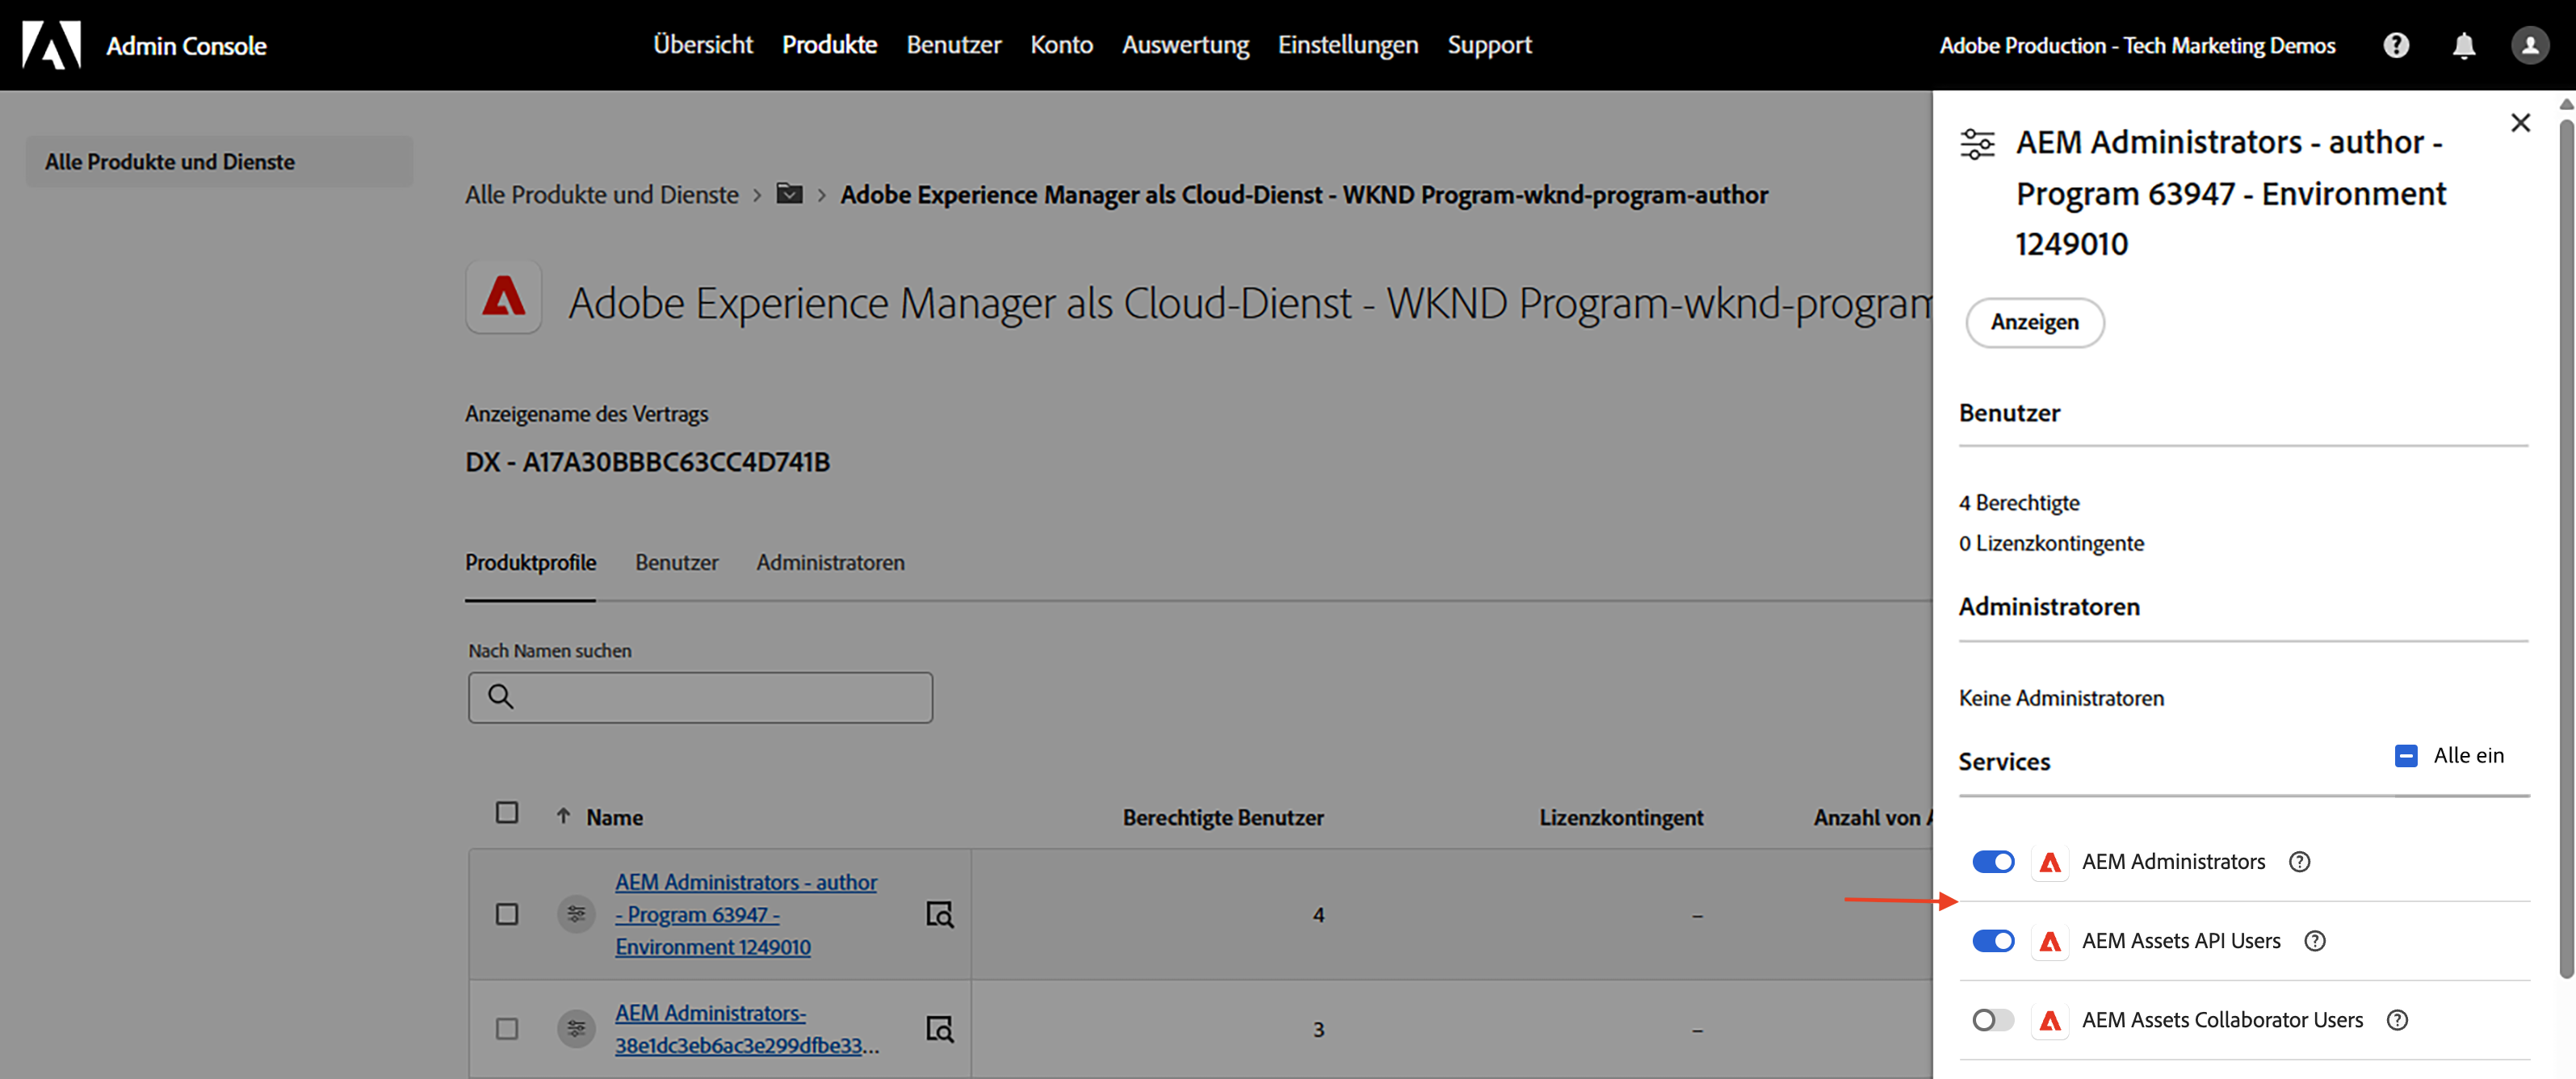 Admin Console
Übersicht Produkte Benutzer Konto Auswertung Einstellungen Support
Adobe Production - Tech Marketing Demos
Alle Produkte und Dienste
Alle Produkte und Dienste > > Adobe Experience Manager als Cloud-Dienst - WKND Program-wknd-program-author
Adobe Experience Manager als Cloud-Dienst - WKND Program-wknd-program
Anzeigename des Vertrags
DX - A17A30BBBC63CC4D741B
Produktprofile Benutzer Administratoren
Nach Namen suchen
Name Berechtigte Benutzer Lizenzkontingent Anzahl von
AEM Administrators - author
- Program 63947 -
Environment 1249010
4 –
AEM Administrators-
38e1dc3eb6ac3e299dfbe33...
3 –
AEM Administrators - author -
Program 63947 - Environment
1249010
Anzeigen
Benutzer
4 Berechtigte
0 Lizenzkontingente
Administratoren
Keine Administratoren
Services Alle ein
AEM Administrators
AEM Assets API Users
AEM Assets Collaborator Users